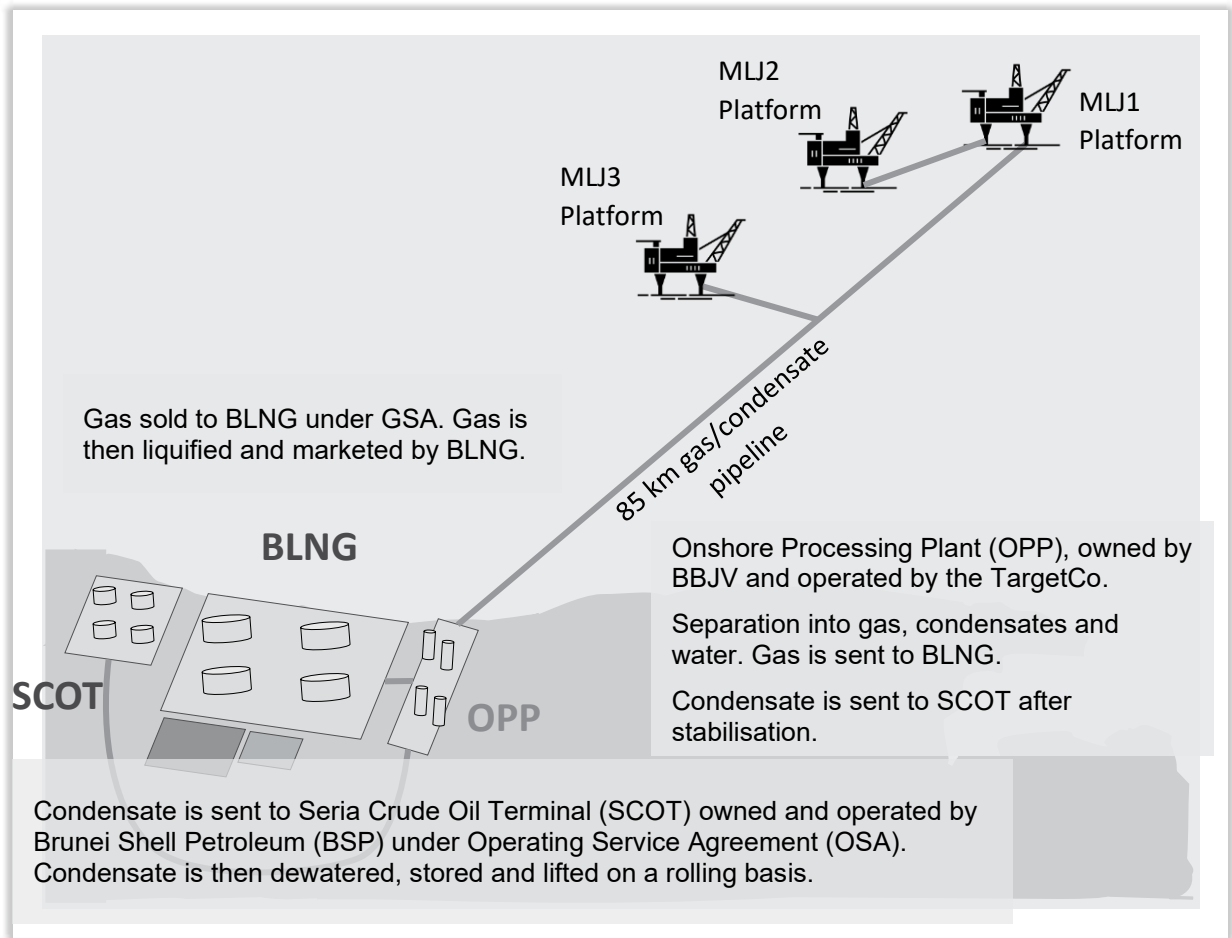 MLJ2
Platform
MLJ1
Platform
MLJ3
Platform
85 km gas/condensate
pipeline
Gas sold to BLNG under GSA. Gas is
then liquified and marketed by BLNG.
BLNG
Onshore Processing Plant (OPP), owned by
BBJV and operated by the TargetCo.
Separation into gas, condensates and
water. Gas is sent to BLNG.
Condensate is sent to SCOT after
stabilisation.
SCOT
OPP
Condensate is sent to Seria Crude Oil Terminal (SCOT) owned and operated by
Brunei Shell Petroleum (BSP) under Operating Service Agreement (OSA).
Condensate is then dewatered, stored and lifted on a rolling basis.